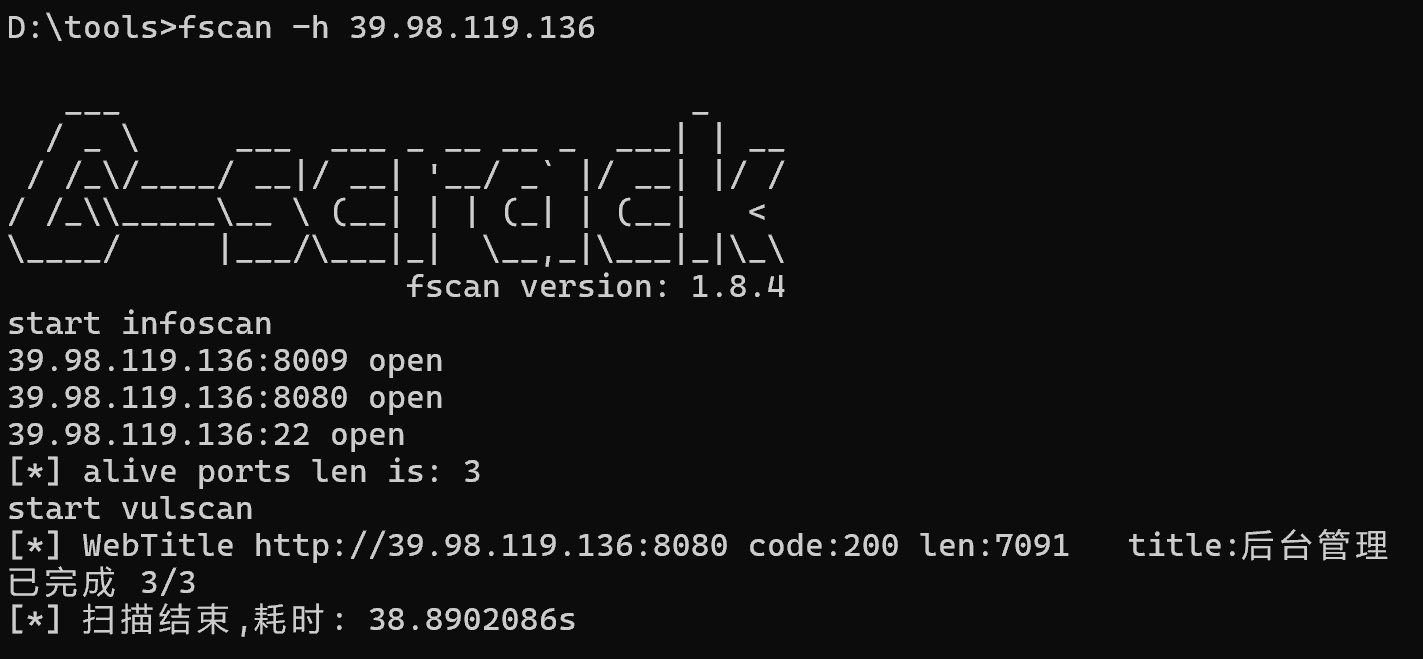 D:\tools>fscan -h 39.98.119.136
   ___                              _
  / _ \     ___  ___ _ __ __ _  ___| | __
 / /_\/____/ __|/ __| '__/ _` |/ __| |/ /
/ /_\\_____\__ \ (__| | | (_| | (__|   <
\____/     |___/\___|_|  \__,_|\___|_|\_\
                     fscan version: 1.8.4
start infoscan
39.98.119.136:8009 open
39.98.119.136:8080 open
39.98.119.136:22 open
[*] alive ports len is: 3
start vulscan
[*] WebTitle http://39.98.119.136:8080 code:200 len:7091   title:后台管理
已完成 3/3
[*] 扫描结束,耗时: 38.8902086s